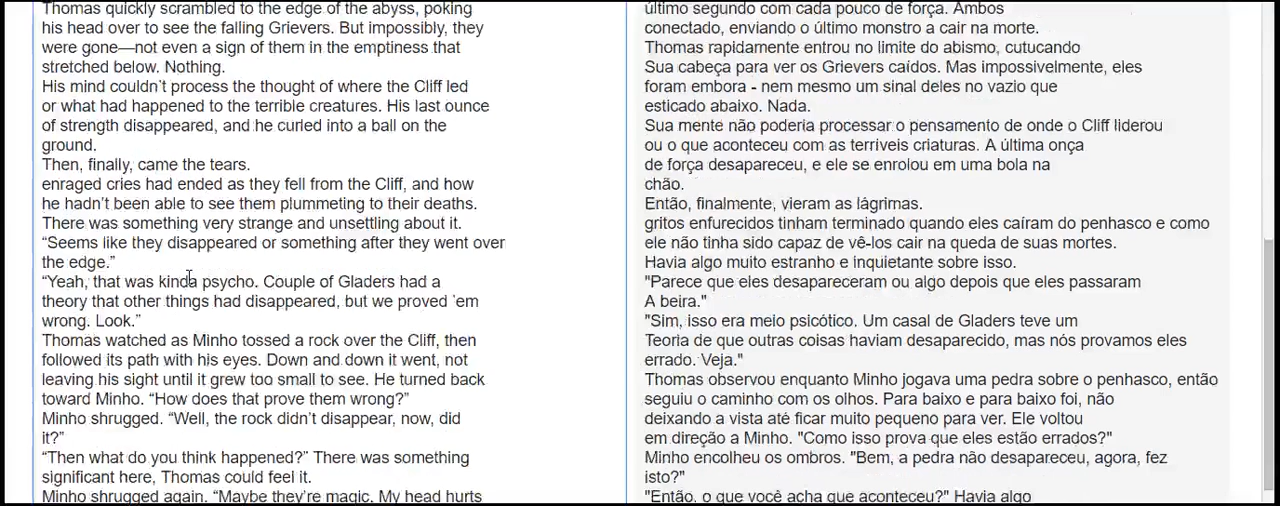 Thomas quickly scrambled to the edge of the abyss, poking
his head over to see the falling Grievers. But impossibly, they
were gone—not even a sign of them in the emptiness that
stretched below. Nothing.
His mind couldn't process the thought of where the Cliff led
or what had happened to the terrible creatures. His last ounce
of strength disappeared, and he curled into a ball on the
ground.
Then, finally, came the tears.
enraged cries had ended as they fell from the Cliff, and how
he hadn't been able to see them plummeting to their deaths.
There was something very strange and unsettling about it.
“Seems like they disappeared or something after they went over
the edge.”
“Yeah, that was kinda psycho. Couple of Gladers had a
theory that other things had disappeared, but we proved 'em
wrong. Look.”
Thomas watched as Minho tossed a rock over the Cliff, then
followed its path with his eyes. Down and down it went, not
leaving his sight until it grew too small to see. He turned back
toward Minho. “How does that prove them wrong?”
Minho shrugged. “Well, the rock didn't disappear, now, did
it?”
“Then what do you think happened?” There was something
significant here, Thomas could feel it.
Minho shrugged again. “Maybe they're magic. My head hurts
último segundo com cada pouco de força. Ambos
conectado, enviando o último monstro a cair na morte.
Thomas rapidamente entrou no limite do abismo, cutucando
Sua cabeça para ver os Grievers caídos. Mas impossivelmente, eles
foram embora - nem mesmo um sinal deles no vazio que
esticado abaixo. Nada.
Sua mente não poderia processar o pensamento de onde o Cliff liderou
ou o que aconteceu com as terríveis criaturas. A última onça
de força desapareceu, e ele se enrolou em uma bola na
chão.
Então, finalmente, vieram as lágrimas.
gritos enfurecidos tinham terminado quando eles caíram do penhasco e como
ele não tinha sido capaz de vê-los cair na queda de suas mortes.
Havia algo muito estranho e inquietante sobre isso.
"Parece que eles desapareceram ou algo depois que eles passaram
A beira."
"Sim, isso era meio psicótico. Um casal de Gladers teve um
Teoria de que outras coisas haviam desaparecido, mas nós provamos eles
errado. Veja."
Thomas observou enquanto Minho jogava uma pedra sobre o penhasco, então
seguiu o caminho com os olhos. Para baixo e para baixo foi, não
deixando a vista até ficar muito pequeno para ver. Ele voltou
em direção a Minho. "Como isso prova que eles estão errados?"
Minho encolheu os ombros. "Bem, a pedra não desapareceu, agora, fez
isto?"
"Então, o que você acha que aconteceu?" Havia algo